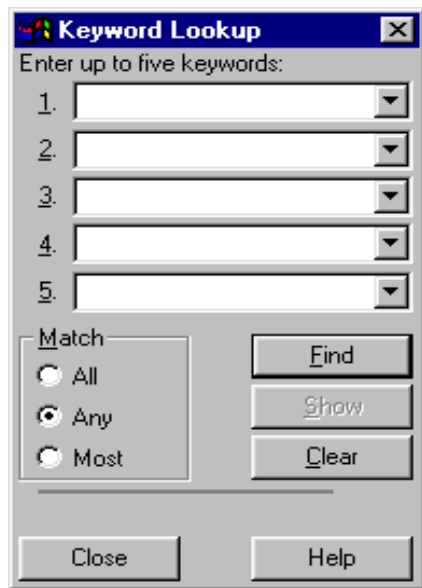 Keyword Lookup
Enter up to five keywords:
1.
2.
3.
4.
5.
Match
All
Any
Most
Find
Show
Clear
Close
Help